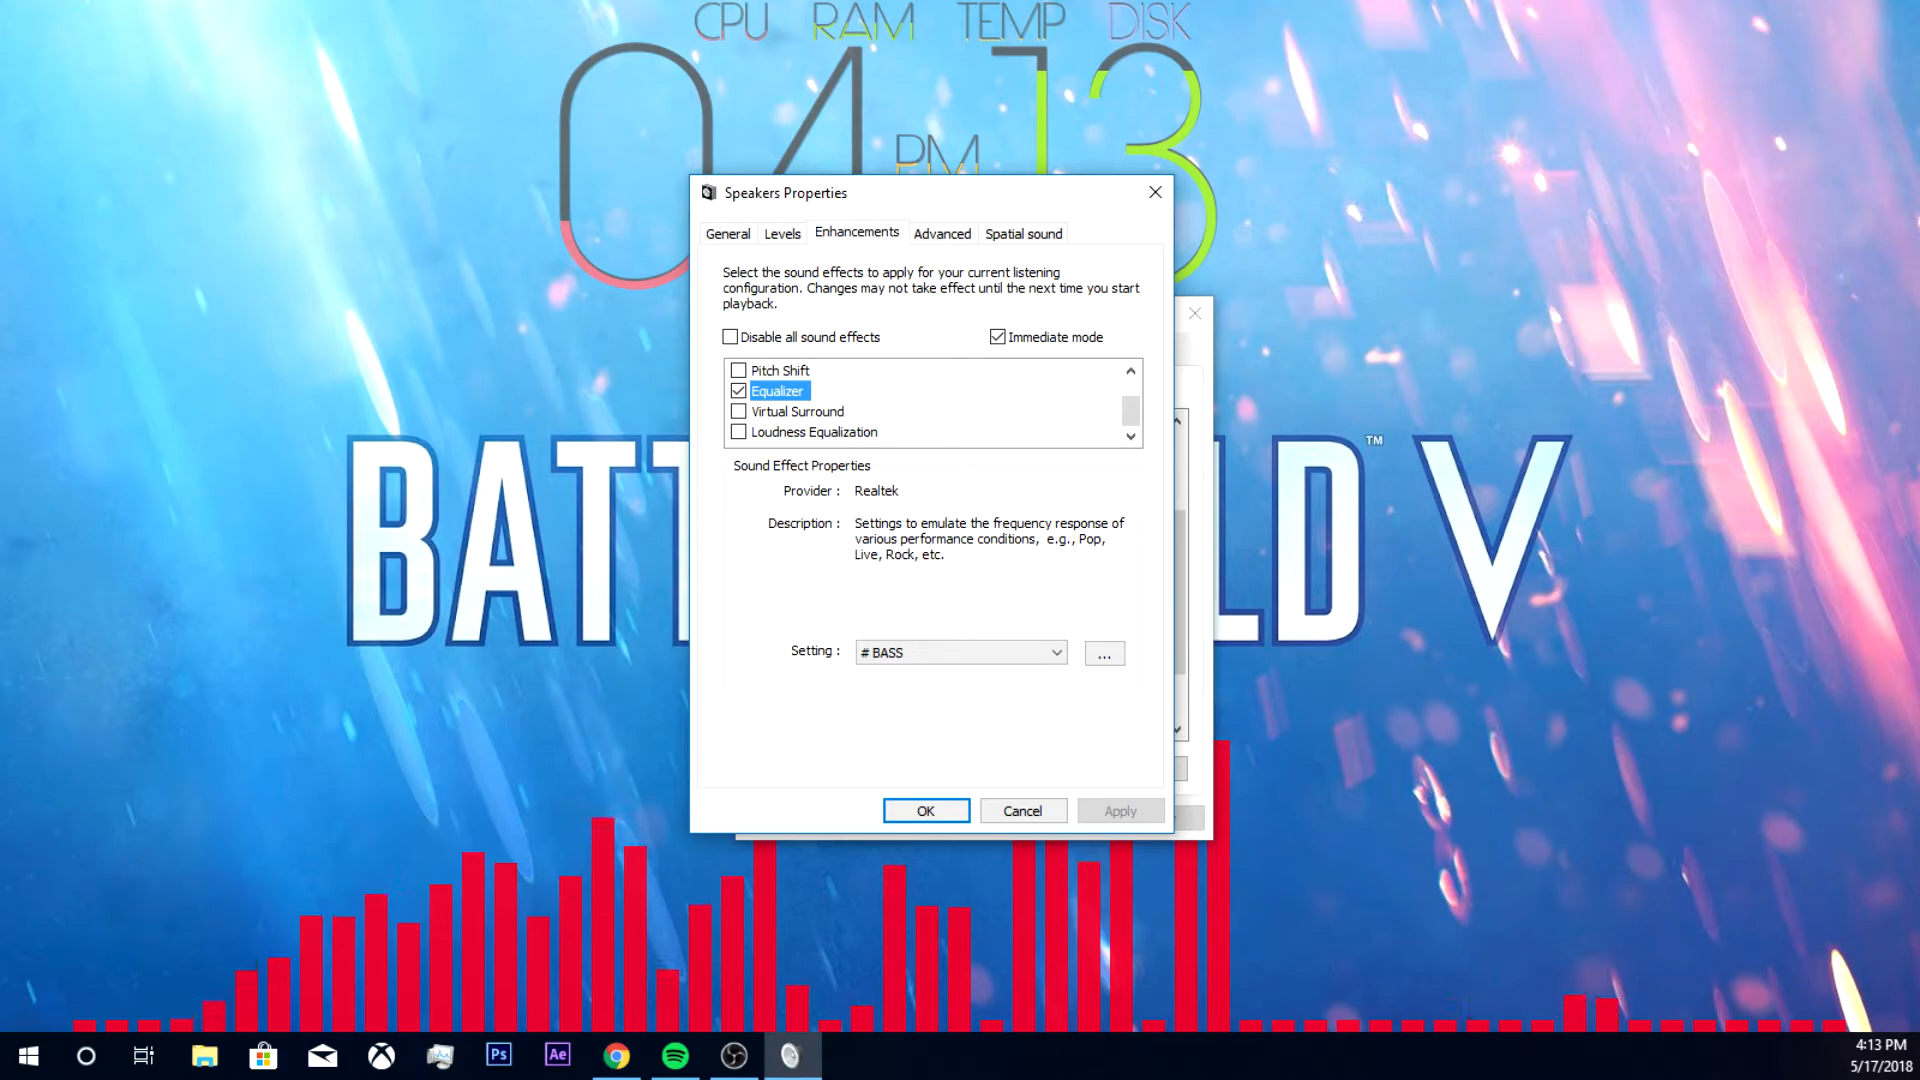 CPU RAM TEMP DISK
04 PM 13
Speakers Properties
General Levels Enhancements Advanced Spatial sound
Select the sound effects to apply for your current listening
configuration. Changes may not take effect until the next time you start
playback.
Disable all sound effects Immediate mode
Pitch Shift
Equalizer
Virtual Surround
Loudness Equalization
Sound Effect Properties
Provider : Realtek
Description : Settings to emulate the frequency response of
various performance conditions, e.g., Pop,
Live, Rock, etc.
Setting : # BASS ...
OK Cancel Apply
TM
V
Ps Ae
4:13 PM
5/17/2018